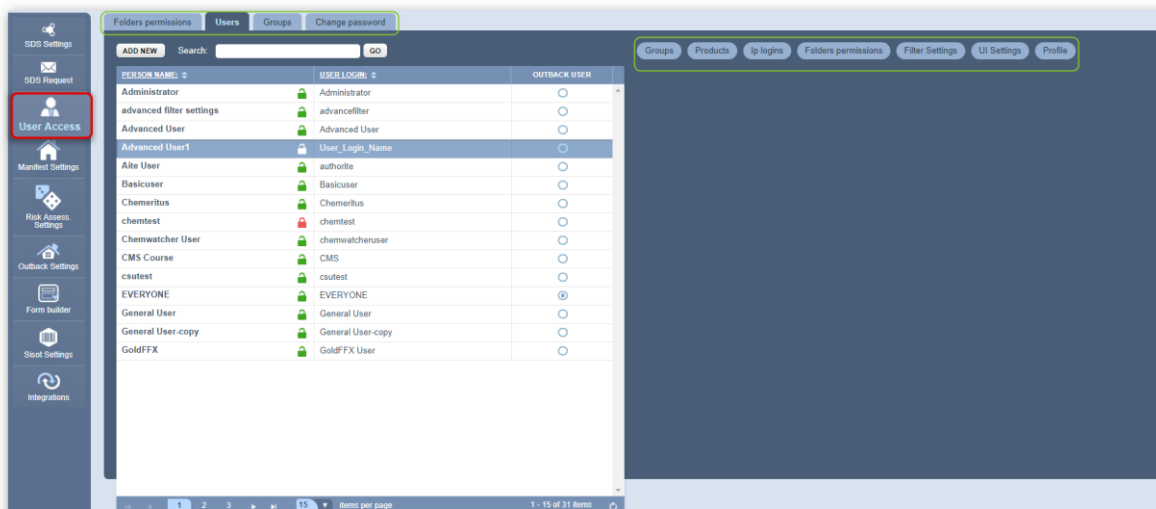 SDS Settings
SDS Request
User Access
Manifest Settings
Risk Assess.
Settings
Outback Settings
Form builder
Sisot Settings
Integrations
Folders permissions Users Groups Change password
ADD NEW Search: GO
Groups Products Ip logins Folders permissions Filter Settings UI Settings Profile
PERSON NAME: USER LOGIN: OUTBACK USER
Administrator Administrator
advanced filter settings advancefilter
Advanced User Advanced User
Advanced User1 User_Login_Name
Aite User authorite
Basicuser Basicuser
Chemeritus Chemeritus
chemtest chemtest
Chemwatcher User chemwatcheruser
CMS Course CMS
csutest csutest
EVERYONE EVERYONE
General User General User
General User-copy General User-copy
GoldFFX GoldFFX User
1 2 3 15 items per page 1 - 15 of 31 items